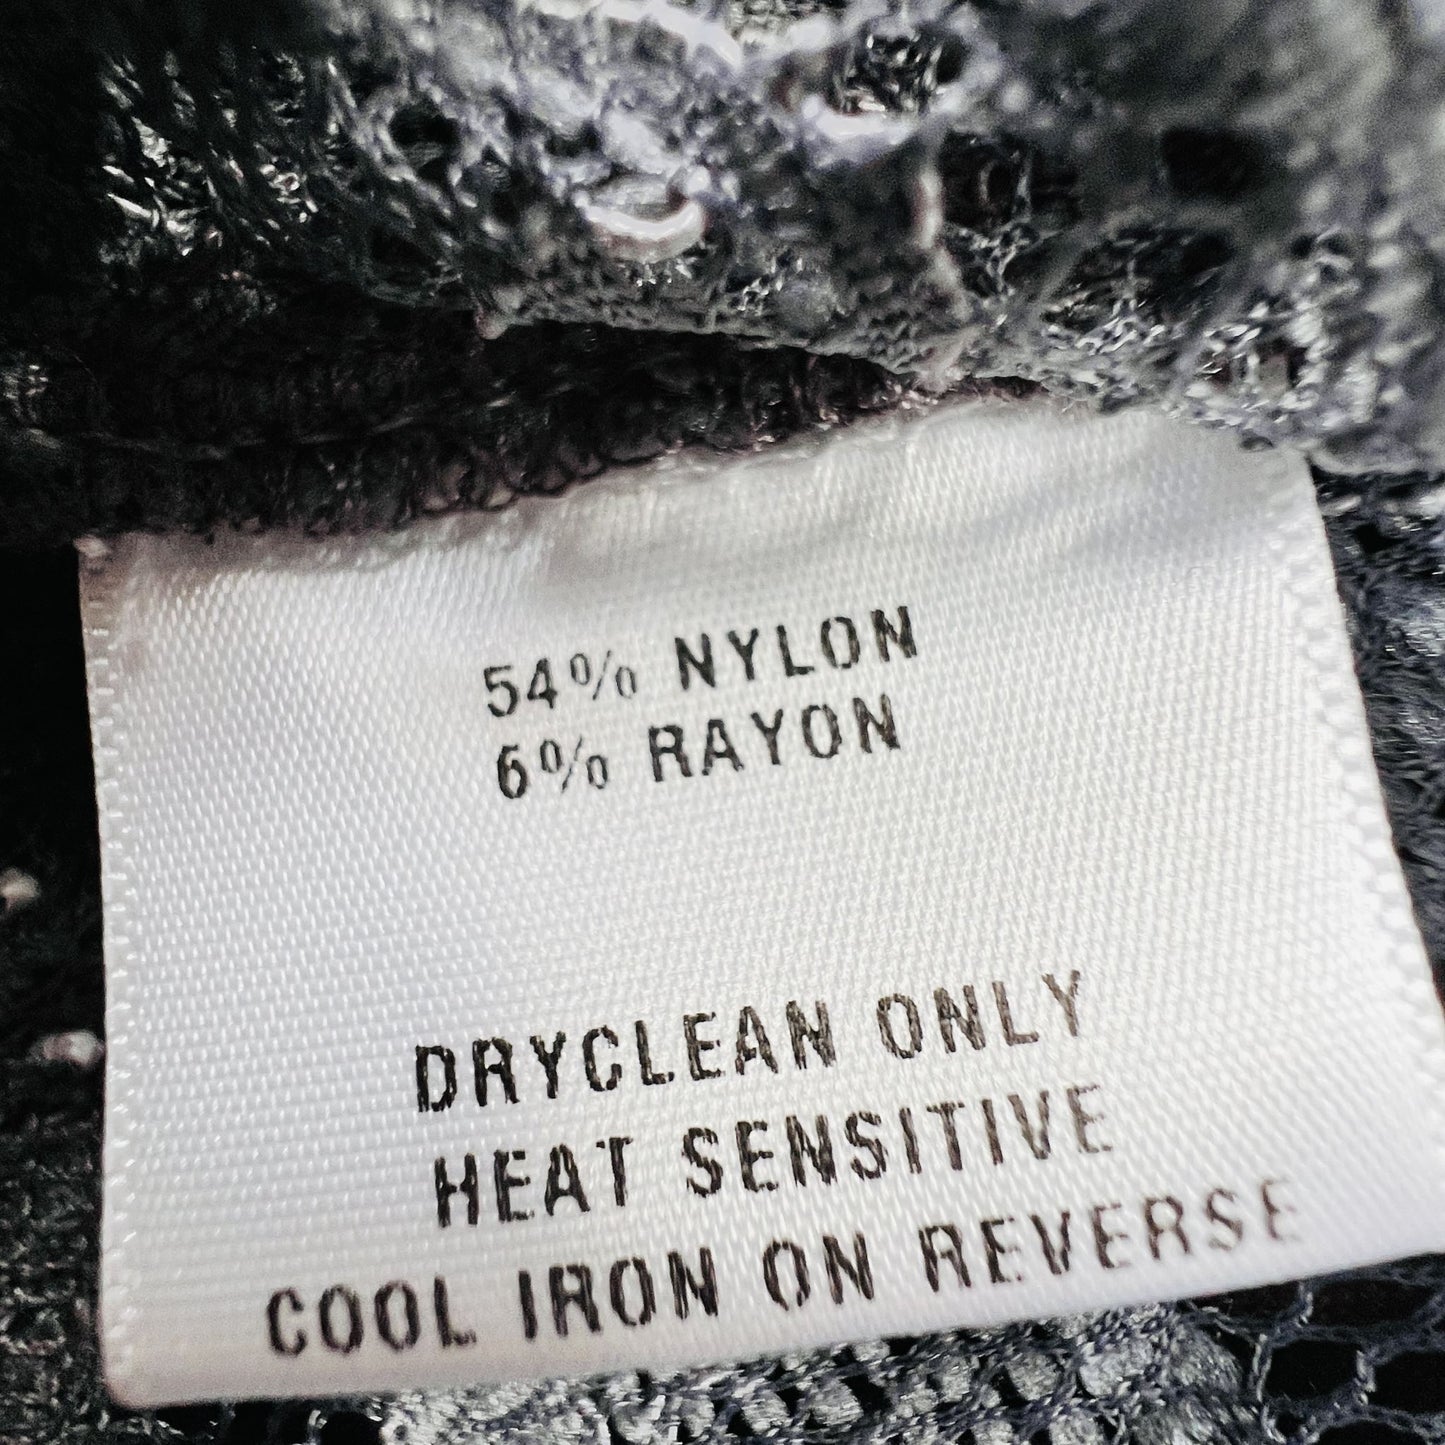 54% NYLON
6% RAYON
DRYCLEAN ONLY
HEAT SENSITIVE
COOL IRON ON REVERSE